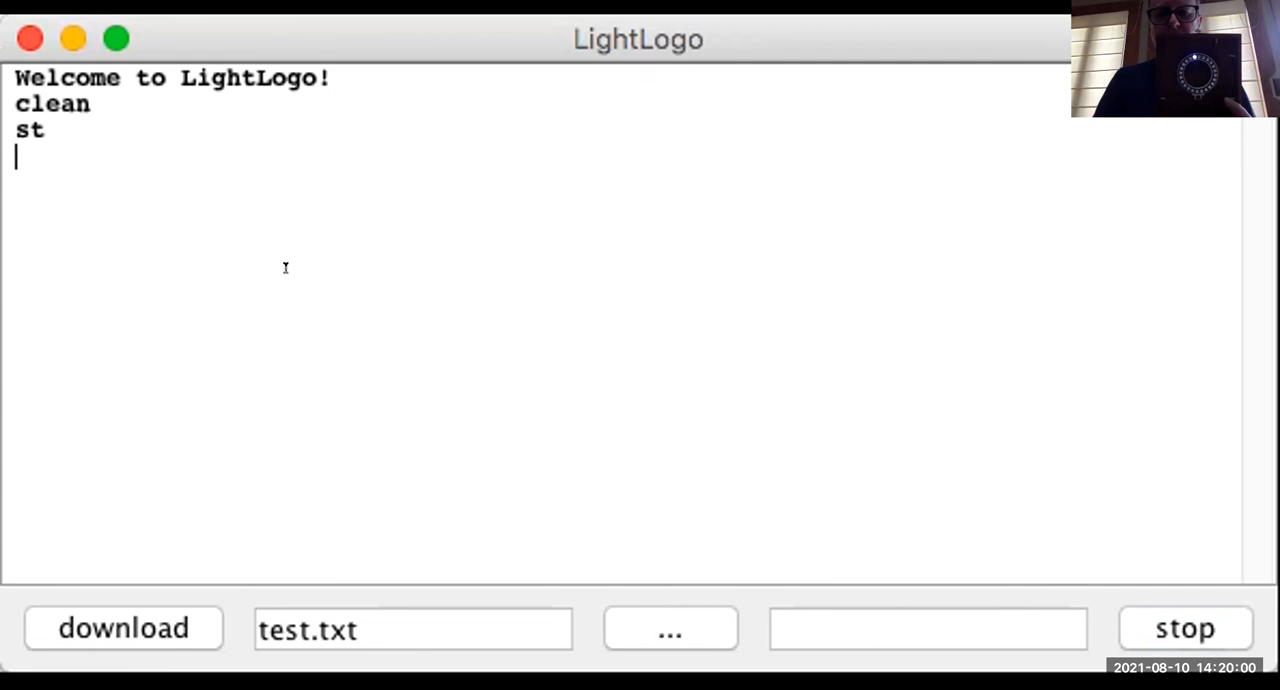 LightLogo
Welcome to LightLogo!
clean
st
download
test.txt
...
stop
2021-08-10 14:20:00